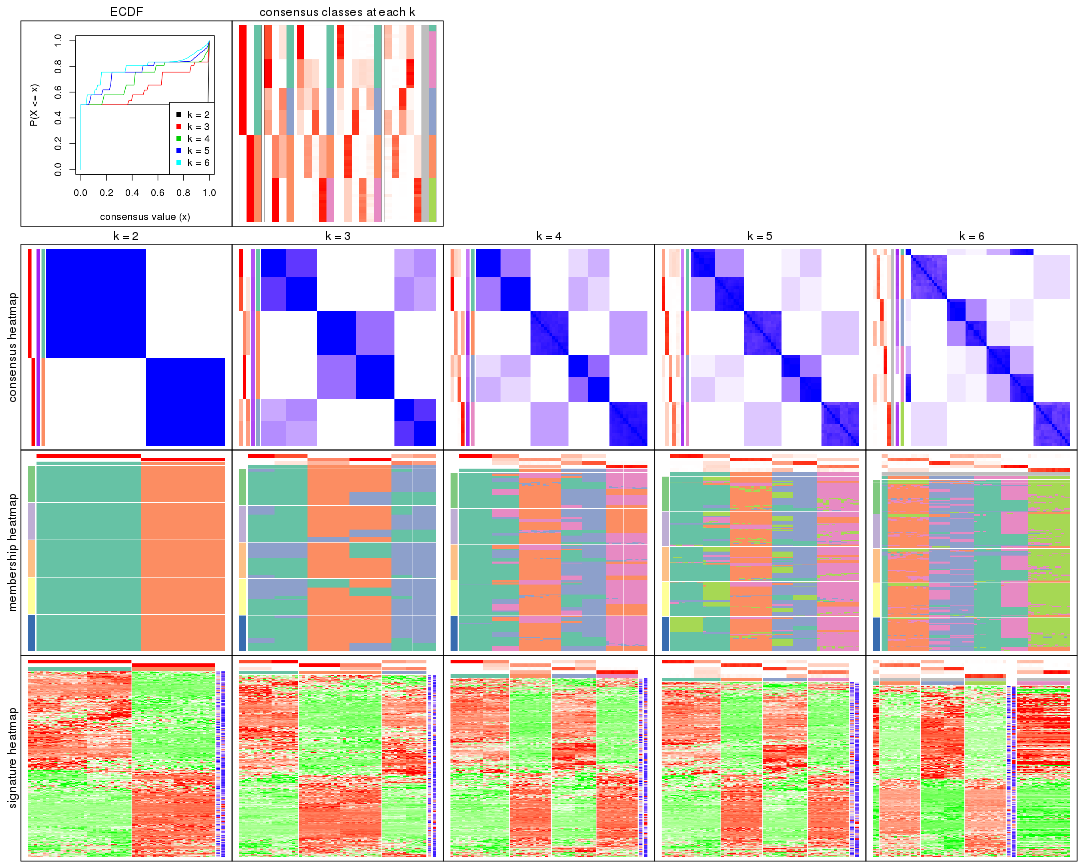 ECDF
consensus classes at each k
P(X <= x)
1.0
0.8
0.6
0.4
0.2
0.0
k = 2
k = 3
k = 4
k = 5
k = 6
0.0 0.2 0.4 0.6 0.8 1.0
consensus value (x)
k = 2 k = 3 k = 4 k = 5 k = 6
consensus heatmap
membership heatmap
signature heatmap